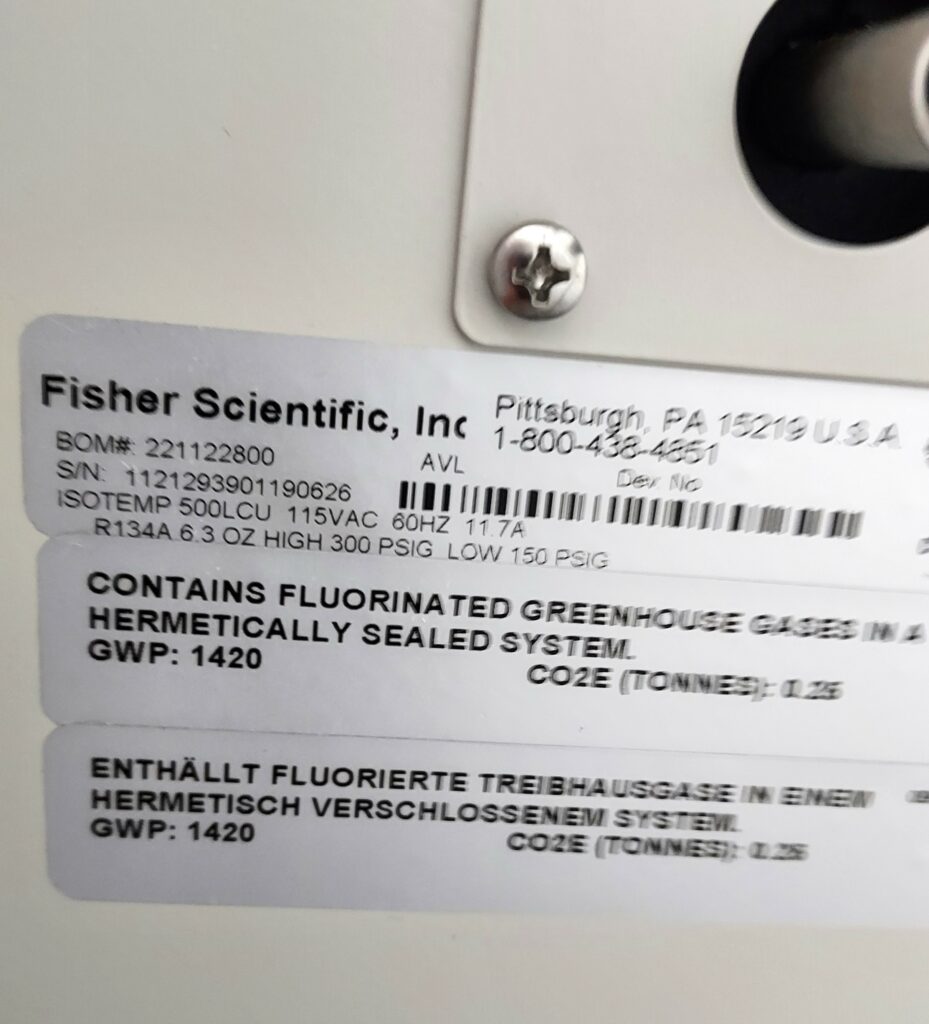 Fisher Scientific, Inc
Pittsburgh, PA 15219 U.S.A
1-800-438-4851
BOM#: 221122800
AVL
Dev No
S/N: 1121293901190626
ISOTEMP 500LCU 115VAC 60HZ 11.7A
R134A 6.3 OZ HIGH 300 PSIG LOW 150 PSIG
CONTAINS FLUORINATED GREENHOUSE GASES IN A
HERMETICALLY SEALED SYSTEM.
GWP: 1420
CO2E (TONNES): 0.25
ENTHÄLLT FLUORIERTE TREIBHAUSGASE IN EINEM
HERMETISCH VERSCHLOSSENEM SYSTEM.
GWP: 1420
CO2E (TONNES): 0.25